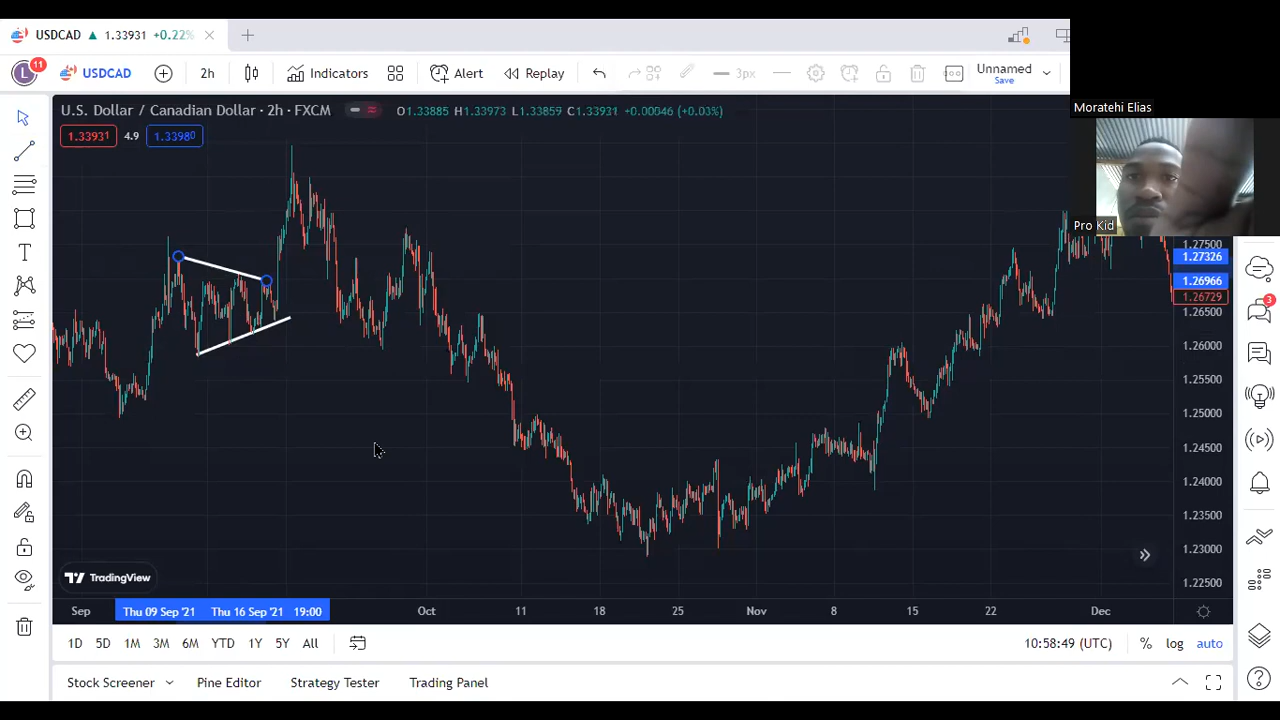 USDCAD ▲ 1.33931 +0.22%
L 11 USDCAD 2h Indicators Alert Replay 3px Unnamed
Save
U.S. Dollar / Canadian Dollar · 2h · FXCM O1.33885 H1.33973 L1.33859 C1.33931 +0.00046 (+0.03%)
1.33931 4.9 1.33980
Moratehi Elias
Pro Kid
1.27500
1.27326
1.26966
1.26729
1.26500
1.26000
1.25500
1.25000
1.24500
1.24000
1.23500
1.23000
1.22500
3
TradingView
Sep Thu 09 Sep '21 Thu 16 Sep '21 19:00 Oct 11 18 25 Nov 8 15 22 Dec
1D 5D 1M 3M 6M YTD 1Y 5Y All 10:58:49 (UTC) % log auto
Stock Screener Pine Editor Strategy Tester Trading Panel